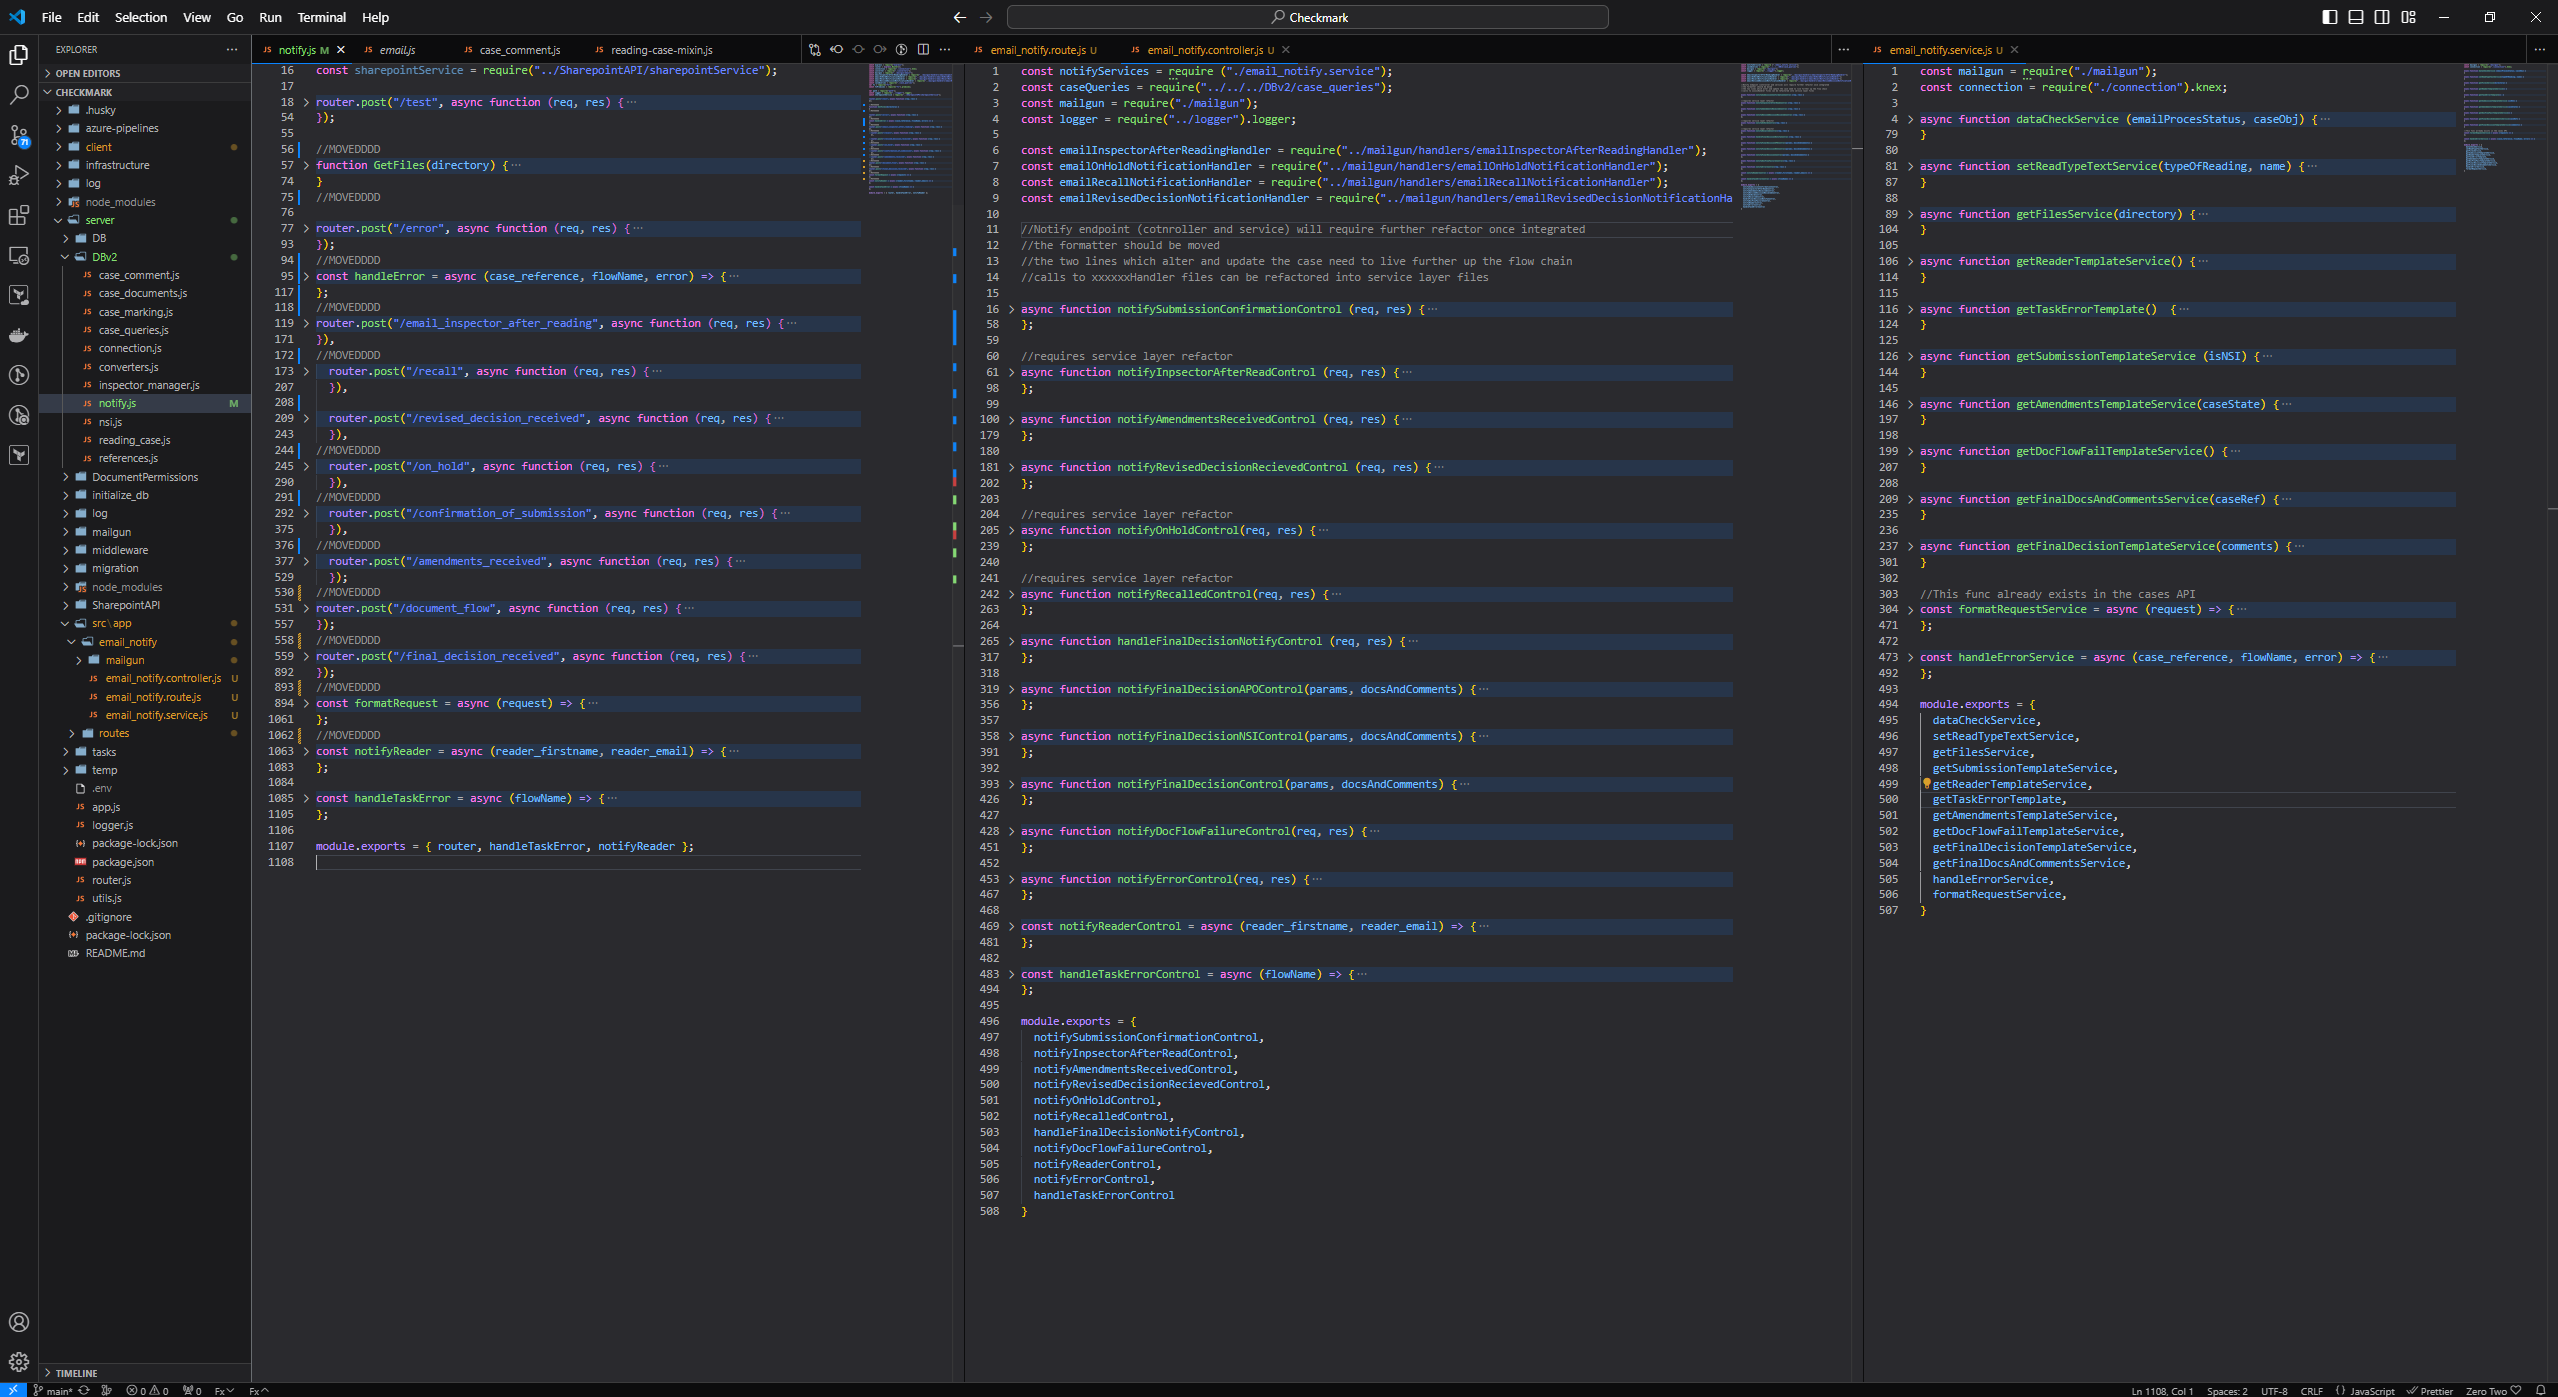 File Edit Selection View Go Run Terminal Help
Checkmark
EXPLORER
OPEN EDITORS
CHECKMARK
.husky
azure-pipelines
client
infrastructure
log
node_modules
server
DB
DBv2
case_comment.js
case_documents.js
case_marking.js
case_queries.js
connection.js
converters.js
inspector_manager.js
notify.js M
nsi.js
reading_case.js
references.js
DocumentPermissions
initialize_db
log
mailgun
middleware
migration
node_modules
SharepointAPI
src\app
email_notify
mailgun
email_notify.controller.js U
email_notify.route.js U
email_notify.service.js U
routes
tasks
temp
.env
app.js
logger.js
package-lock.json
package.json
router.js
utils.js
.gitignore
package-lock.json
README.md
TIMELINE
notify.js M email.js case_comment.js reading-case-mixin.js
16 const sharepointService = require("../SharepointAPI/sharepointService");
17
18 router.post("/test", async function (req, res) {···
54 });
55
56 //MOVEDDDD
57 function GetFiles(directory) {···
74 }
75 //MOVEDDDD
76
77 router.post("/error", async function (req, res) {···
93 });
94 //MOVEDDDD
95 const handleError = async (case_reference, flowName, error) => {···
117 };
118 //MOVEDDDD
119 router.post("/email_inspector_after_reading", async function (req, res) {···
171 }),
172 //MOVEDDDD
173 router.post("/recall", async function (req, res) {···
207 }),
208
209 router.post("/revised_decision_received", async function (req, res) {···
243 }),
244 //MOVEDDDD
245 router.post("/on_hold", async function (req, res) {···
290 }),
291 //MOVEDDDD
292 router.post("/confirmation_of_submission", async function (req, res) {···
375 }),
376 //MOVEDDDD
377 router.post("/amendments_received", async function (req, res) {···
529 });
530 //MOVEDDDD
531 router.post("/document_flow", async function (req, res) {···
557 });
558 //MOVEDDDD
559 router.post("/final_decision_received", async function (req, res) {···
892 });
893 //MOVEDDDD
894 const formatRequest = async (request) => {···
1061 };
1062 //MOVEDDDD
1063 const notifyReader = async (reader_firstname, reader_email) => {···
1083 };
1084
1085 const handleTaskError = async (flowName) => {···
1105 };
1106
1107 module.exports = { router, handleTaskError, notifyReader };
1108
email_notify.route.js U email_notify.controller.js U
1 const notifyServices = require ("./email_notify.service");
2 const caseQueries = require("../../../DBv2/case_queries");
3 const mailgun = require("./mailgun");
4 const logger = require("../logger").logger;
5
6 const emailInspectorAfterReadingHandler = require("../mailgun/handlers/emailInspectorAfterReadingHandler");
7 const emailOnHoldNotificationHandler = require("../mailgun/handlers/emailOnHoldNotificationHandler");
8 const emailRecallNotificationHandler = require("../mailgun/handlers/emailRecallNotificationHandler");
9 const emailRevisedDecisionNotificationHandler = require("../mailgun/handlers/emailRevisedDecisionNotificationHa
10
11 //Notify endpoint (cotnroller and service) will require further refactor once integrated
12 //the formatter should be moved
13 //the two lines which alter and update the case need to live further up the flow chain
14 //calls to xxxxxxHandler files can be refactored into service layer files
15
16 async function notifySubmissionConfirmationControl (req, res) {···
58 };
59
60 //requires service layer refactor
61 async function notifyInpsectorAfterReadControl (req, res) {···
98 };
99
100 async function notifyAmendmentsReceivedControl (req, res) {···
179 };
180
181 async function notifyRevisedDecisionRecievedControl (req, res) {···
202 };
203
204 //requires service layer refactor
205 async function notifyOnHoldControl(req, res) {···
239 };
240
241 //requires service layer refactor
242 async function notifyRecalledControl(req, res) {···
263 };
264
265 async function handleFinalDecisionNotifyControl (req, res) {···
317 };
318
319 async function notifyFinalDecisionAPOControl(params, docsAndComments) {···
356 };
357
358 async function notifyFinalDecisionNSIControl(params, docsAndComments) {···
391 };
392
393 async function notifyFinalDecisionControl(params, docsAndComments) {···
426 };
427
428 async function notifyDocFlowFailureControl(req, res) {···
451 };
452
453 async function notifyErrorControl(req, res) {···
467 };
468
469 const notifyReaderControl = async (reader_firstname, reader_email) => {···
481 };
482
483 const handleTaskErrorControl = async (flowName) => {···
494 };
495
496 module.exports = {
497 notifySubmissionConfirmationControl,
498 notifyInpsectorAfterReadControl,
499 notifyAmendmentsReceivedControl,
500 notifyRevisedDecisionRecievedControl,
501 notifyOnHoldControl,
502 notifyRecalledControl,
503 handleFinalDecisionNotifyControl,
504 notifyDocFlowFailureControl,
505 notifyReaderControl,
506 notifyErrorControl,
507 handleTaskErrorControl
508 }
email_notify.service.js U
1 const mailgun = require("./mailgun");
2 const connection = require("./connection").knex;
3
4 async function dataCheckService (emailProcesStatus, caseObj) {···
79 }
80
81 async function setReadTypeTextService(typeOfReading, name) {···
87 }
88
89 async function getFilesService(directory) {···
104 }
105
106 async function getReaderTemplateService() {···
114 }
115
116 async function getTaskErrorTemplate() {···
124 }
125
126 async function getSubmissionTemplateService (isNSI) {···
144 }
145
146 async function getAmendmentsTemplateService(caseState) {···
197 }
198
199 async function getDocFlowFailTemplateService() {···
207 }
208
209 async function getFinalDocsAndCommentsService(caseRef) {···
235 }
236
237 async function getFinalDecisionTemplateService(comments) {···
301 }
302
303 //This func already exists in the cases API
304 const formatRequestService = async (request) => {···
471 };
472
473 const handleErrorService = async (case_reference, flowName, error) => {···
492 };
493
494 module.exports = {
495 dataCheckService,
496 setReadTypeTextService,
497 getFilesService,
498 getSubmissionTemplateService,
499 getReaderTemplateService,
500 getTaskErrorTemplate,
501 getAmendmentsTemplateService,
502 getDocFlowFailTemplateService,
503 getFinalDecisionTemplateService,
504 getFinalDocsAndCommentsService,
505 handleErrorService,
506 formatRequestService,
507 }
main* 0 0 0 Fx Fx
Ln 1108, Col 1 Spaces: 2 UTF-8 CRLF {} JavaScript Prettier Zero Two